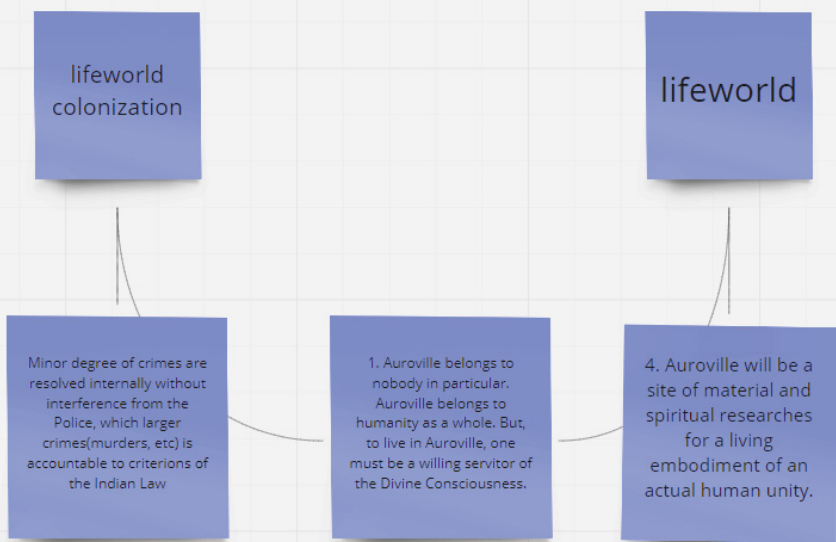 lifeworld
colonization
lifeworld
Minor degree of crimes are
resolved internally without
interference from the
Police, which larger
crimes(murders, etc) is
accountable to criterions of
the Indian Law
1. Auroville belongs to
nobody in particular.
Auroville belongs to
humanity as a whole. But,
to live in Auroville, one
must be a willing servitor of
the Divine Consciousness.
4. Auroville will be a
site of material and
spiritual researches
for a living
embodiment of an
actual human unity.